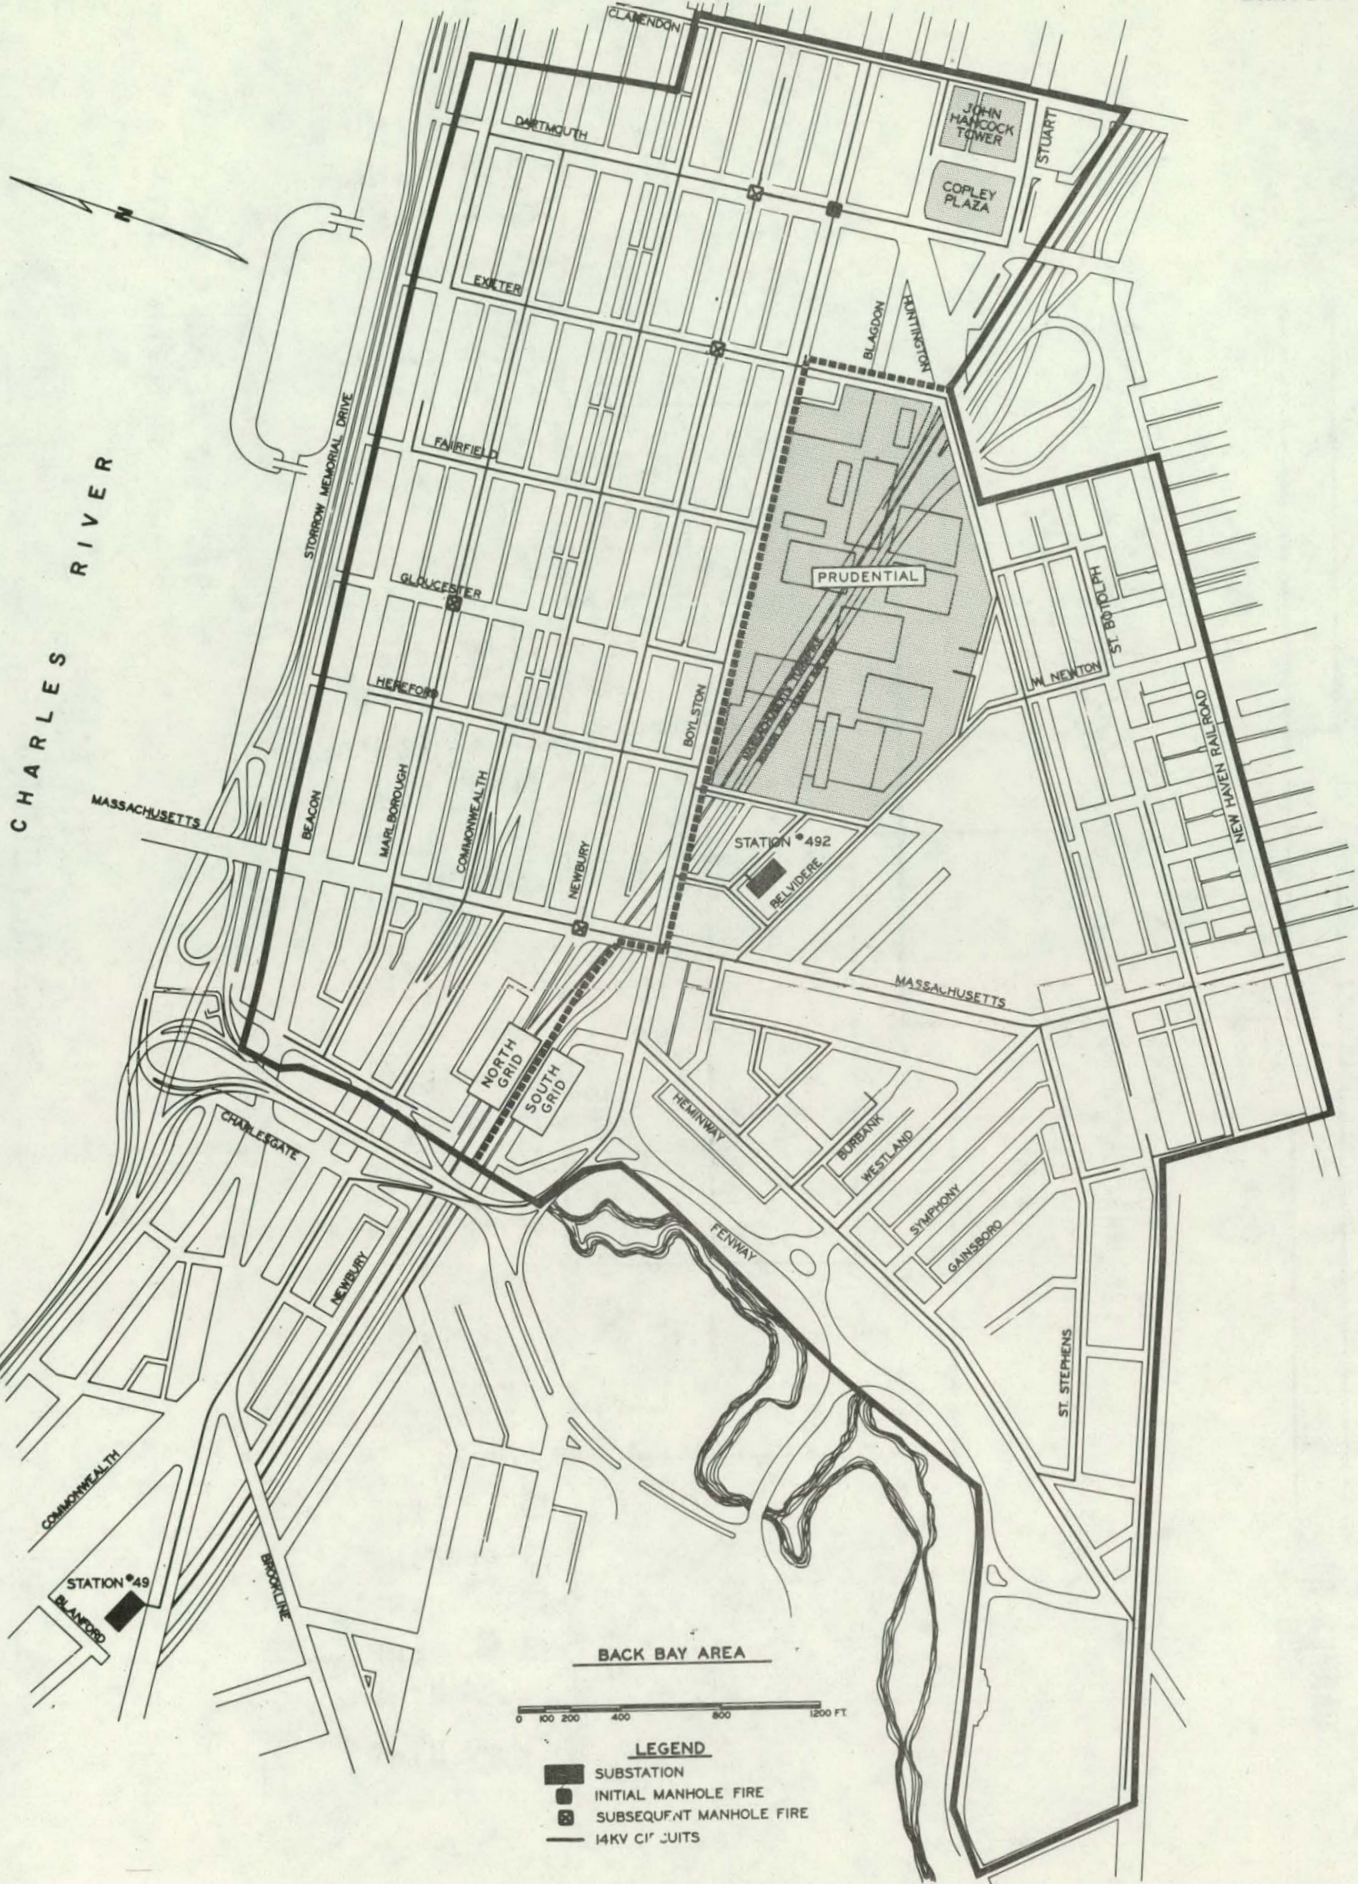 CLARENDON
DARTMOUTH
JOHN
HANCOCK
TOWER
STUART
COPLEY
PLAZA
N
EXETER
BLAGDON
HUNTINGTON
STORROW MEMORIAL DRIVE
FAIRFIELD
CHARLES RIVER
GLOUCESTER
PRUDENTIAL
ST. BOTOLPH
W. NEWTON
HEREFORD
BOYLSTON
MASSACHUSETTS TURNPIKE
NEW HAVEN RAILROAD
MASSACHUSETTS
BEACON
MARLBOROUGH
COMMONWEALTH
NEWBURY
STATION #492
BELVIDERE
MASSACHUSETTS
NORTH
GRID
SOUTH
GRID
HEMINWAY
BURBANK
WESTLAND
SYMPHONY
GAINSBORO
CHARLESGATE
FENWAY
NEWBURY
ST. STEPHENS
COMMONWEALTH
BROOKLINE
STATION #49
BLANFORD
BACK BAY AREA
0 100 200 400 800 1200 FT.
LEGEND
SUBSTATION
INITIAL MANHOLE FIRE
SUBSEQUENT MANHOLE FIRE
14KV CIRCUITS